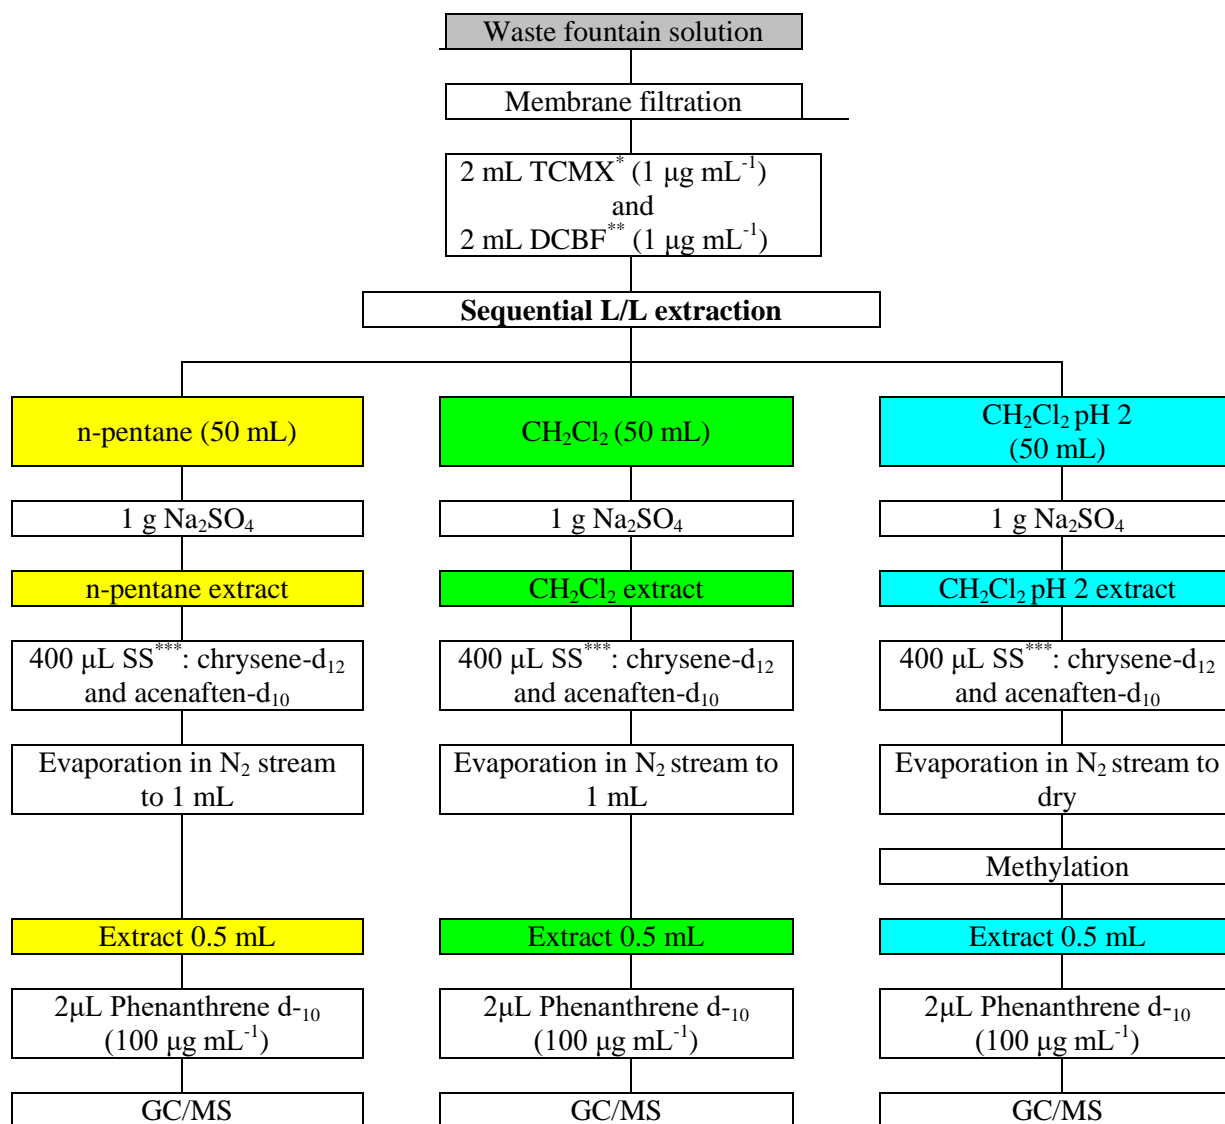 Waste fountain solution
Membrane filtration
2 mL TCMX* (1 μg mL⁻¹)
and
2 mL DCBF** (1 μg mL⁻¹)
Sequential L/L extraction
n-pentane (50 mL)
CH₂Cl₂ (50 mL)
CH₂Cl₂ pH 2
(50 mL)
1 g Na₂SO₄
1 g Na₂SO₄
1 g Na₂SO₄
n-pentane extract
CH₂Cl₂ extract
CH₂Cl₂ pH 2 extract
400 μL SS***: chrysene-d₁₂
and acenaften-d₁₀
400 μL SS***: chrysene-d₁₂
and acenaften-d₁₀
400 μL SS***: chrysene-d₁₂
and acenaften-d₁₀
Evaporation in N₂ stream
to 1 mL
Evaporation in N₂ stream to
1 mL
Evaporation in N₂ stream to
dry
Methylation
Extract 0.5 mL
Extract 0.5 mL
Extract 0.5 mL
2μL Phenanthrene d-₁₀
(100 μg mL⁻¹)
2μL Phenanthrene d-₁₀
(100 μg mL⁻¹)
2μL Phenanthrene d-₁₀
(100 μg mL⁻¹)
GC/MS
GC/MS
GC/MS